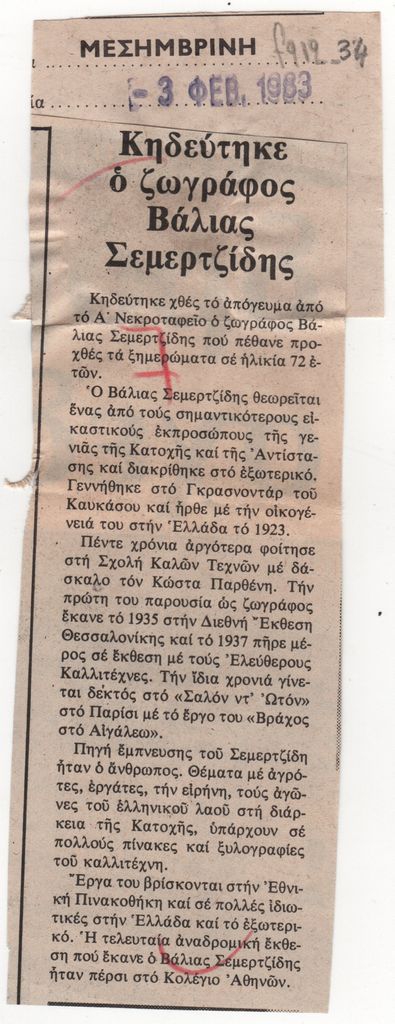 ΜΕΣΗΜΒΡΙΝΗ
ία
- 3 ΦΕΒ. 1983
Κηδεύτηκε
ὁ ζωγράφος
Βάλιας
Σεμερτζίδης
Κηδεύτηκε χθές τό ἀπόγευμα ἀπό
τό Α΄ Νεκροταφεῖο ὁ ζωγράφος Βά-
λιας Σεμερτζίδης πού πέθανε προ-
χθές τά ξημερώματα σέ ἡλικία 72 ἐ-
τῶν.
Ὁ Βάλιας Σεμερτζίδης θεωρεῖται
ἕνας ἀπό τούς σημαντικότερους εἰ-
καστικούς ἐκπροσώπους τῆς γε-
νιᾶς τῆς Κατοχῆς καί τῆς Ἀντίστα-
σης καί διακρίθηκε στό ἐξωτερικό.
Γεννήθηκε στό Γκρασνοντάρ τοῦ
Καυκάσου καί ἦρθε μέ τήν οἰκογέ-
νειά του στήν Ἑλλάδα τό 1923.
Πέντε χρόνια ἀργότερα φοίτησε
στή Σχολή Καλῶν Τεχνῶν μέ δά-
σκαλο τόν Κώστα Παρθένη. Τήν
πρώτη του παρουσία ὡς ζωγράφος
ἔκανε τό 1935 στήν Διεθνή Ἔκθεση
Θεσσαλονίκης καί τό 1937 πῆρε μέ-
ρος σέ ἔκθεση μέ τούς Ἐλεύθερους
Καλλιτέχνες. Τήν ἴδια χρονιά γίνε-
ται δεκτός στό «Σαλόν ντ' Ὠτόν»
στό Παρίσι μέ τό ἔργο του «Βράχος
στό Αἰγάλεω».
Πηγή ἔμπνευσης τοῦ Σεμερτζίδη
ἦταν ὁ ἄνθρωπος. Θέματα μέ ἀγρό-
τες, ἐργάτες, τήν εἰρήνη, τούς ἀγῶ-
νες τοῦ ἑλληνικοῦ λαοῦ στή διάρ-
κεια τῆς Κατοχῆς, ὑπάρχουν σέ
πολλούς πίνακες καί ξυλογραφίες
τοῦ καλλιτέχνη.
Ἔργα του βρίσκονται στήν Ἐθνι-
κή Πινακοθήκη καί σέ πολλές ἰδιω-
τικές στήν Ἑλλάδα καί τό ἐξωτερι-
κό. Ἡ τελευταία ἀναδρομική ἔκθε-
ση πού ἔκανε ὁ Βάλιας Σεμερτζίδης
ἦταν πέρσι στό Κολέγιο Ἀθηνῶν.